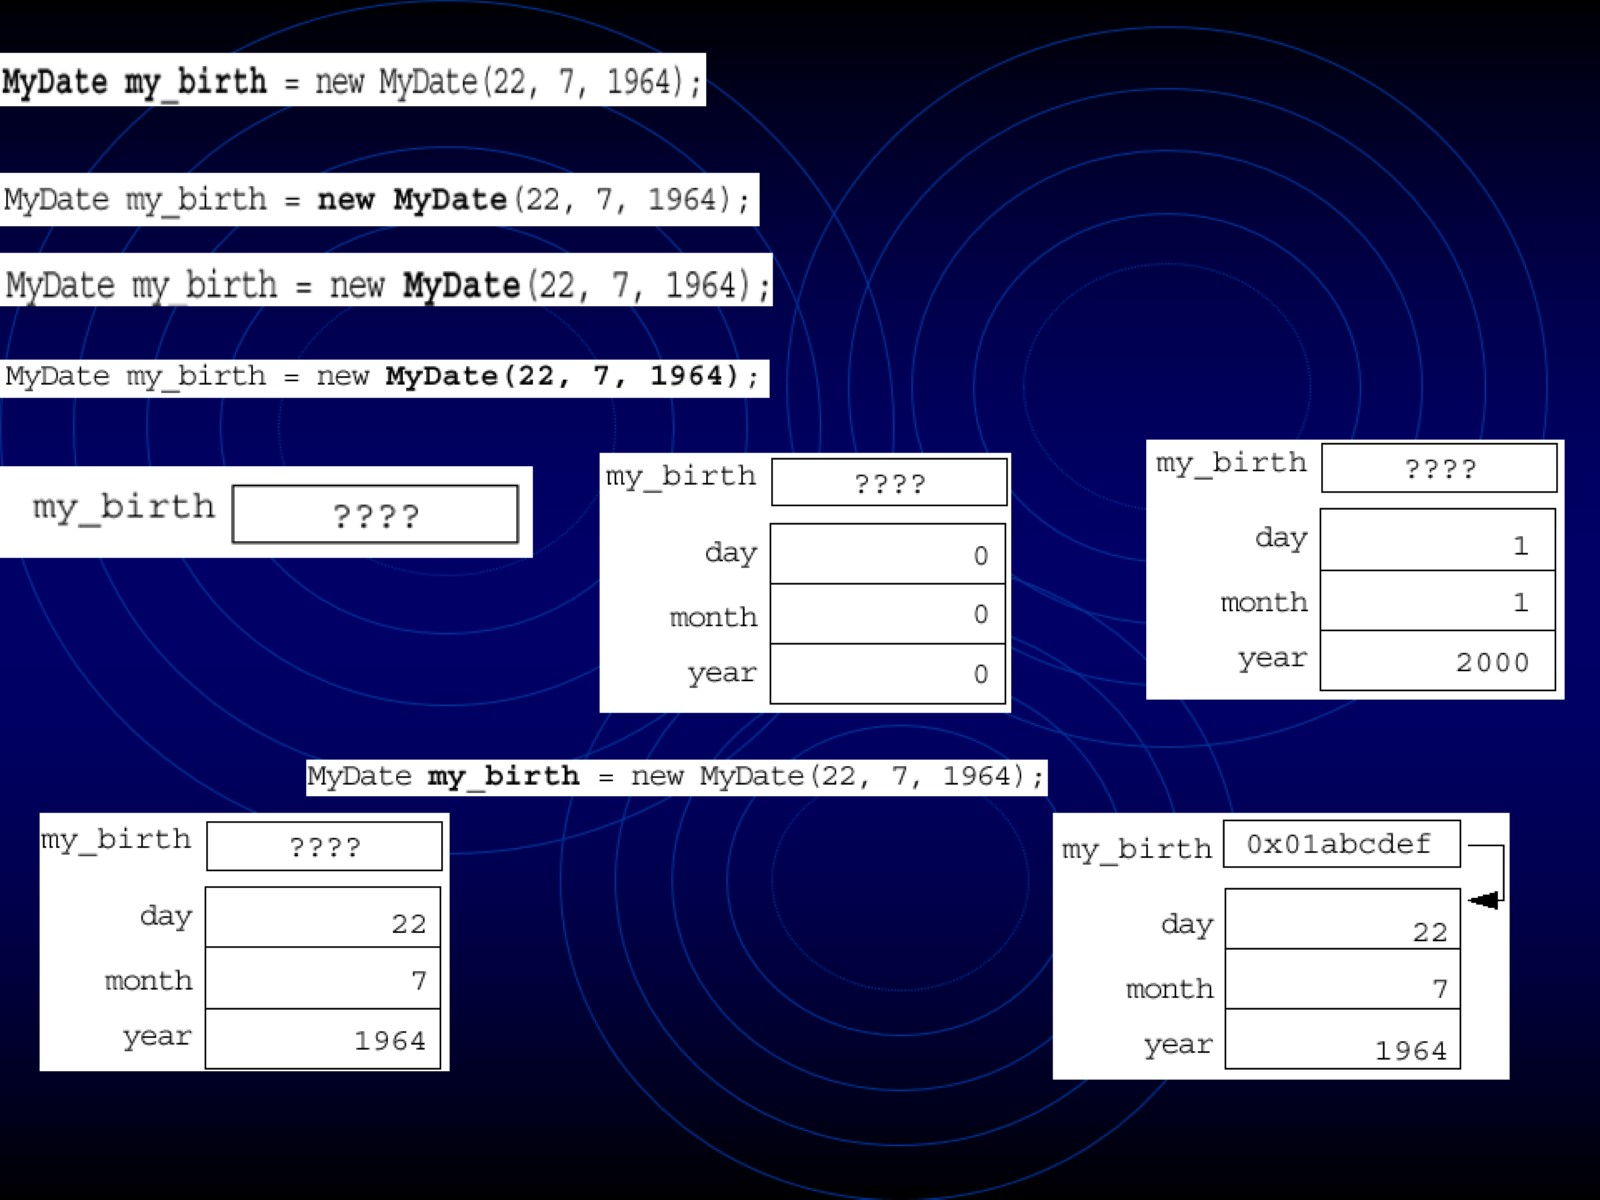 MyDate my_birth = new MyDate(22, 7, 1964);
MyDate my_birth = new MyDate(22, 7, 1964);
MyDate my_birth = new MyDate(22, 7, 1964);
MyDate my_birth = new MyDate(22, 7, 1964);
my_birth ????
my_birth ????
day 0
month 0
year 0
my_birth ????
day 1
month 1
year 2000
MyDate my_birth = new MyDate(22, 7, 1964);
my_birth ????
day 22
month 7
year 1964
my_birth 0x01abcdef
day 22
month 7
year 1964